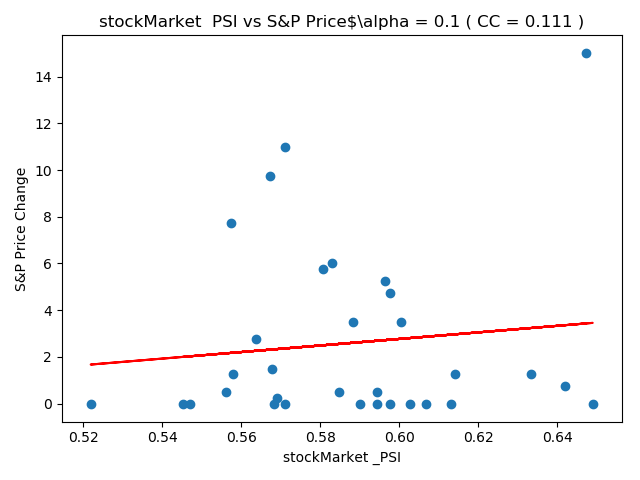 stockMarket  PSI vs S&P Price$\alpha = 0.1 ( CC = 0.111 )
14
12
10
8
6
4
2
0
S&P Price Change
0.52 0.54 0.56 0.58 0.60 0.62 0.64
stockMarket _PSI